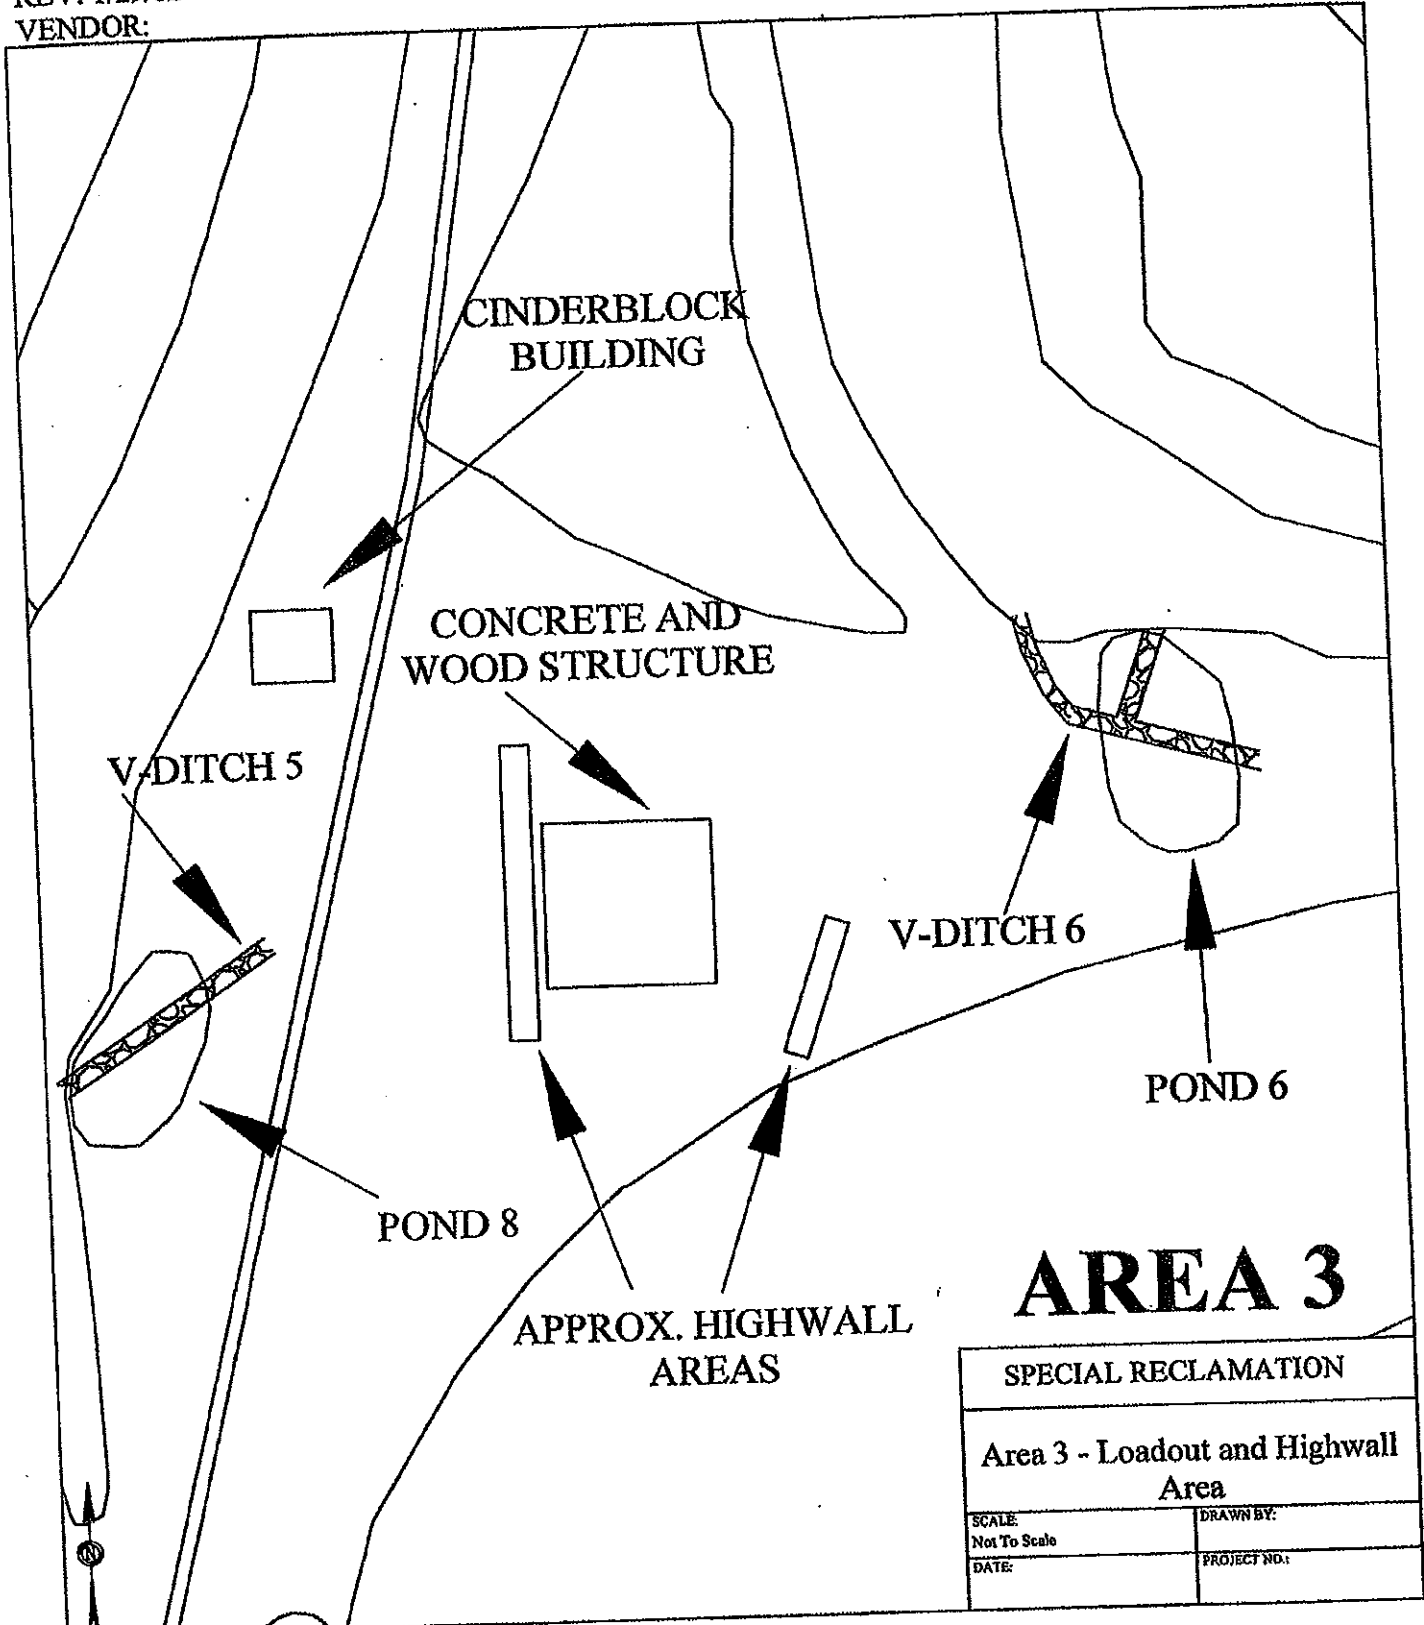 VENDOR:
CINDERBLOCK
BUILDING
CONCRETE AND
WOOD STRUCTURE
V-DITCH 5
V-DITCH 6
POND 6
POND 8
APPROX. HIGHWALL
AREAS
AREA 3
SPECIAL RECLAMATION
Area 3 - Loadout and Highwall
Area
SCALE:
Not To Scale
DRAWN BY:
DATE:
PROJECT NO.:
N